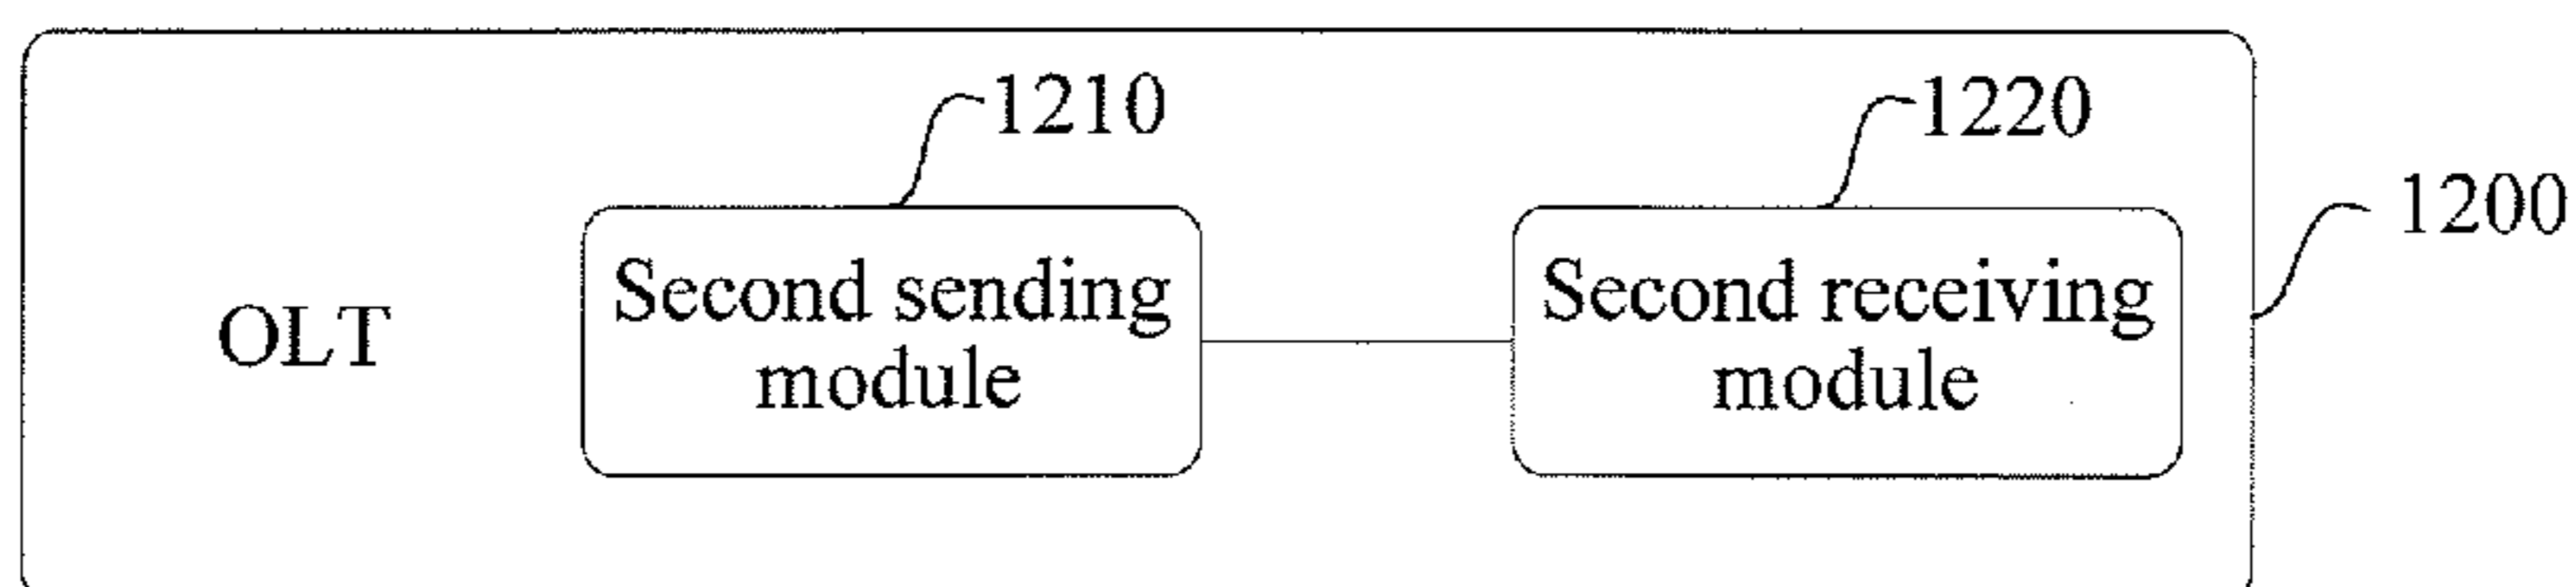 1210
1220
1200
OLT
Second sending
module
Second receiving
module